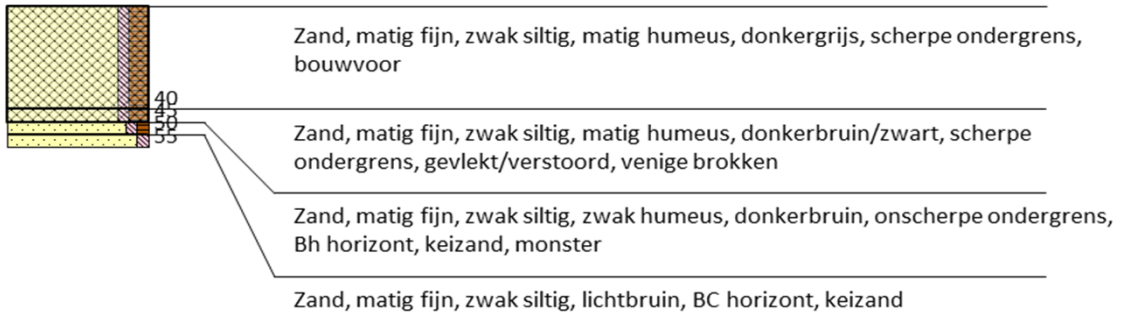 Zand, matig fijn, zwak siltig, matig humeus, donkergrijs, scherpe ondergrens,
bouwvoor
40
45
50
55
Zand, matig fijn, zwak siltig, matig humeus, donkerbruin/zwart, scherpe
ondergrens, gevlekt/verstoord, venige brokken
Zand, matig fijn, zwak siltig, zwak humeus, donkerbruin, onscherpe ondergrens,
Bh horizont, keizand, monster
Zand, matig fijn, zwak siltig, lichtbruin, BC horizont, keizand